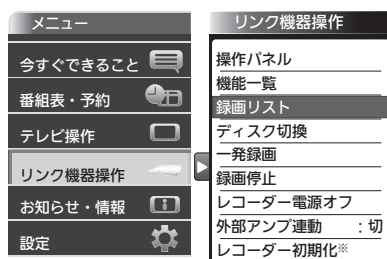 メニュー
今すぐできること
番組表・予約
テレビ操作
リンク機器操作
お知らせ・情報
設定
リンク機器操作
操作パネル
機能一覧
録画リスト
ディスク切換
一発録画
録画停止
レコーダー電源オフ
外部アンプ連動 :切
レコーダー初期化※